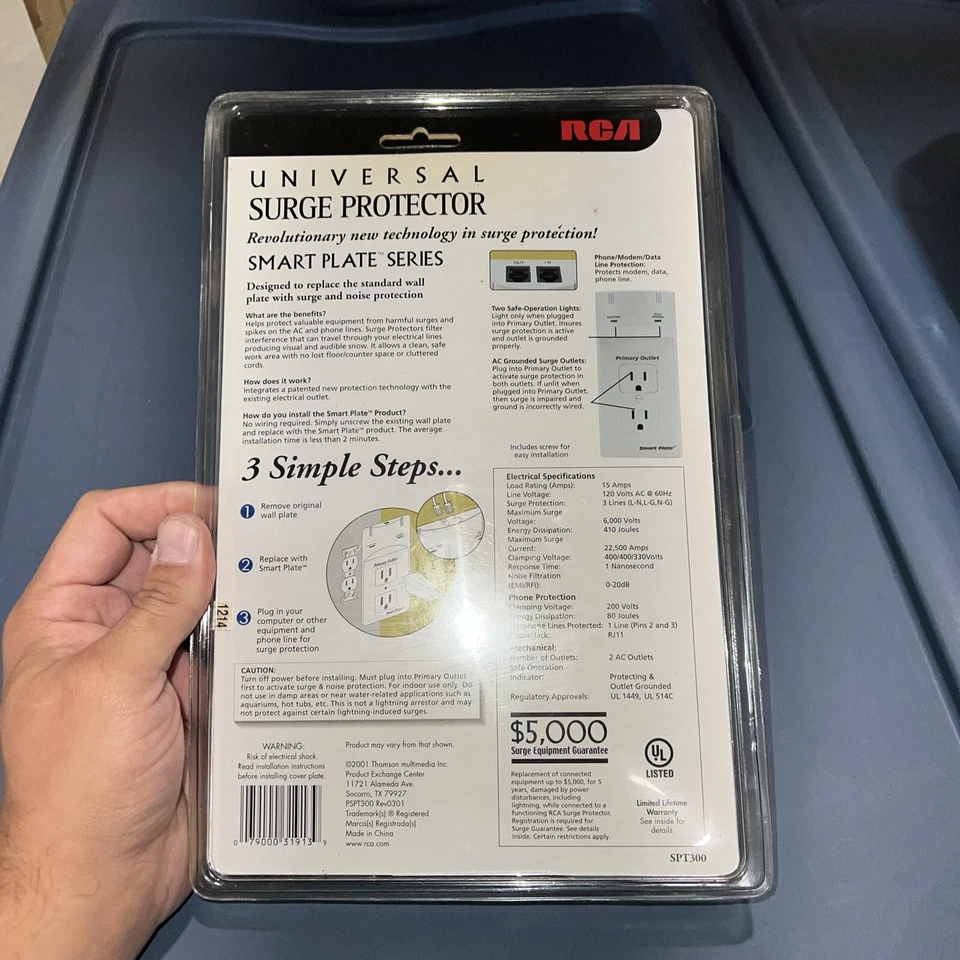 RCA
UNIVERSAL
SURGE PROTECTOR
Revolutionary new technology in surge protection!
SMART PLATE™ SERIES
Designed to replace the standard wall
plate with surge and noise protection
What are the benefits?
Helps protect valuable equipment from harmful surges and
spikes on the AC and phone lines. Surge Protectors filter
interference that can travel through your electrical lines
producing visual and audible snow. It allows a clean, safe
work area with no lost floor/counter space or cluttered
cords.
How does it work?
Integrates a patented new protection technology with the
existing electrical outlet.
How do you install the Smart Plate™ Product?
No wiring required. Simply unscrew the existing wall plate
and replace with the Smart Plate™ product. The average
installation time is less than 2 minutes.
OUT IN
Phone/Modem/Data
Line Protection:
Protects modem, data,
phone line.
Two Safe-Operation Lights:
Light only when plugged
into Primary Outlet. Insures
surge protection is active
and outlet is grounded
properly.
AC Grounded Surge Outlets:
Plug into Primary Outlet to
activate surge protection in
both outlets. If unlit when
plugged into Primary Outlet,
then surge is impaired and
ground is incorrectly wired.
Primary Outlet
Smart Plate™
Includes screw for
easy installation
3 Simple Steps...
1 Remove original
wall plate
2 Replace with
Smart Plate™
3 Plug in your
computer or other
equipment and
phone line for
surge protection
Primary Outlet
Smart Plate™
1214
CAUTION:
Turn off power before installing. Must plug into Primary Outlet
first to activate surge & noise protection. For indoor use only. Do
not use in damp areas or near water-related applications such as
aquariums, hot tubs, etc. This is not a lightning arrestor and may
not protect against certain lightning-induced surges.
WARNING:
Risk of electrical shock.
Read installation instructions
before installing cover plate.
0 79000 31913 9
Product may vary from that shown.
©2001 Thomson multimedia Inc.
Product Exchange Center
11721 Alameda Ave.
Socorro, TX 79927
PSPT300 Rev0301
Trademark(s) ® Registered
Marca(s) Registrada(s)
Made in China
www.rca.com
Electrical Specifications
Load Rating (Amps): 15 Amps
Line Voltage: 120 Volts AC @ 60Hz
Surge Protection: 3 Lines (L-N,L-G,N-G)
Maximum Surge
Voltage: 6,000 Volts
Energy Dissipation: 410 Joules
Maximum Surge
Current: 22,500 Amps
Clamping Voltage: 400/400/330Volts
Response Time: 1 Nanosecond
Noise Filtration
(EMI/RFI): 0-20dB
Phone Protection
Clamping Voltage: 200 Volts
Energy Dissipation: 80 Joules
Telephone Lines Protected: 1 Line (Pins 2 and 3)
Phone Jack: RJ11
Mechanical:
Number of Outlets: 2 AC Outlets
Safe Operation
Indicator: Protecting &
Outlet Grounded
Regulatory Approvals: UL 1449, UL 514C
$5,000
Surge Equipment Guarantee
Replacement of connected
equipment up to $5,000, for 5
years, damaged by power
disturbances, including
lightning, while connected to a
functioning RCA Surge Protector.
Registration is required for
Surge Guarantee. See details
inside. Certain restrictions apply.
UL
LISTED
Limited Lifetime
Warranty
See inside for
details.
SPT300